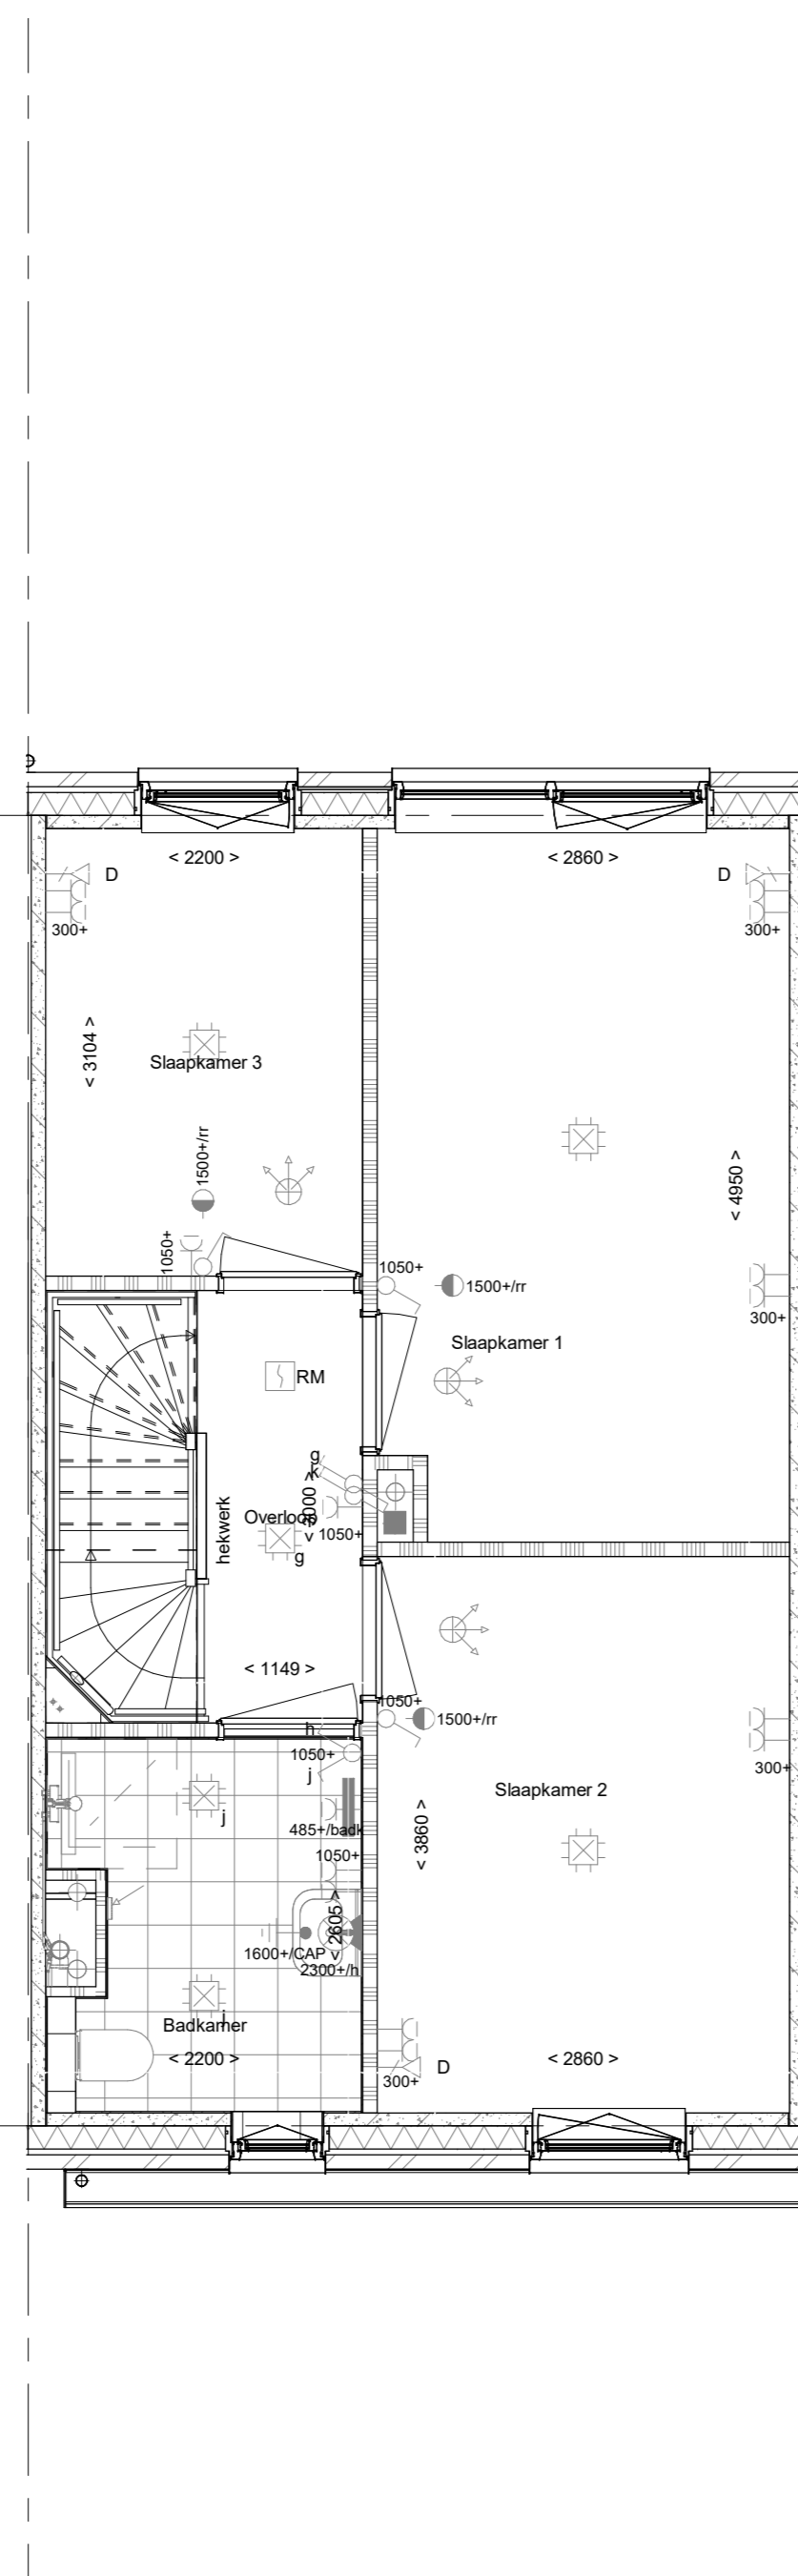 < 2200 >
< 2860 >
D
D
300+
300+
< 3104 >
Slaapkamer 3
1500+/rr
< 4950 >
1050+
1050+
1500+/rr
300+
Slaapkamer 1
RM
g
k
< 3000 >
Overloop
hekwerk
1050+
g
< 1149 >
1050+
1500+/rr
h
1050+
j
300+
Slaapkamer 2
j
485+/badk
< 3860 >
1050+
< 2605 >
1600+/CAP
2300+/h
j
Badkamer
< 2200 >
D
< 2860 >
300+